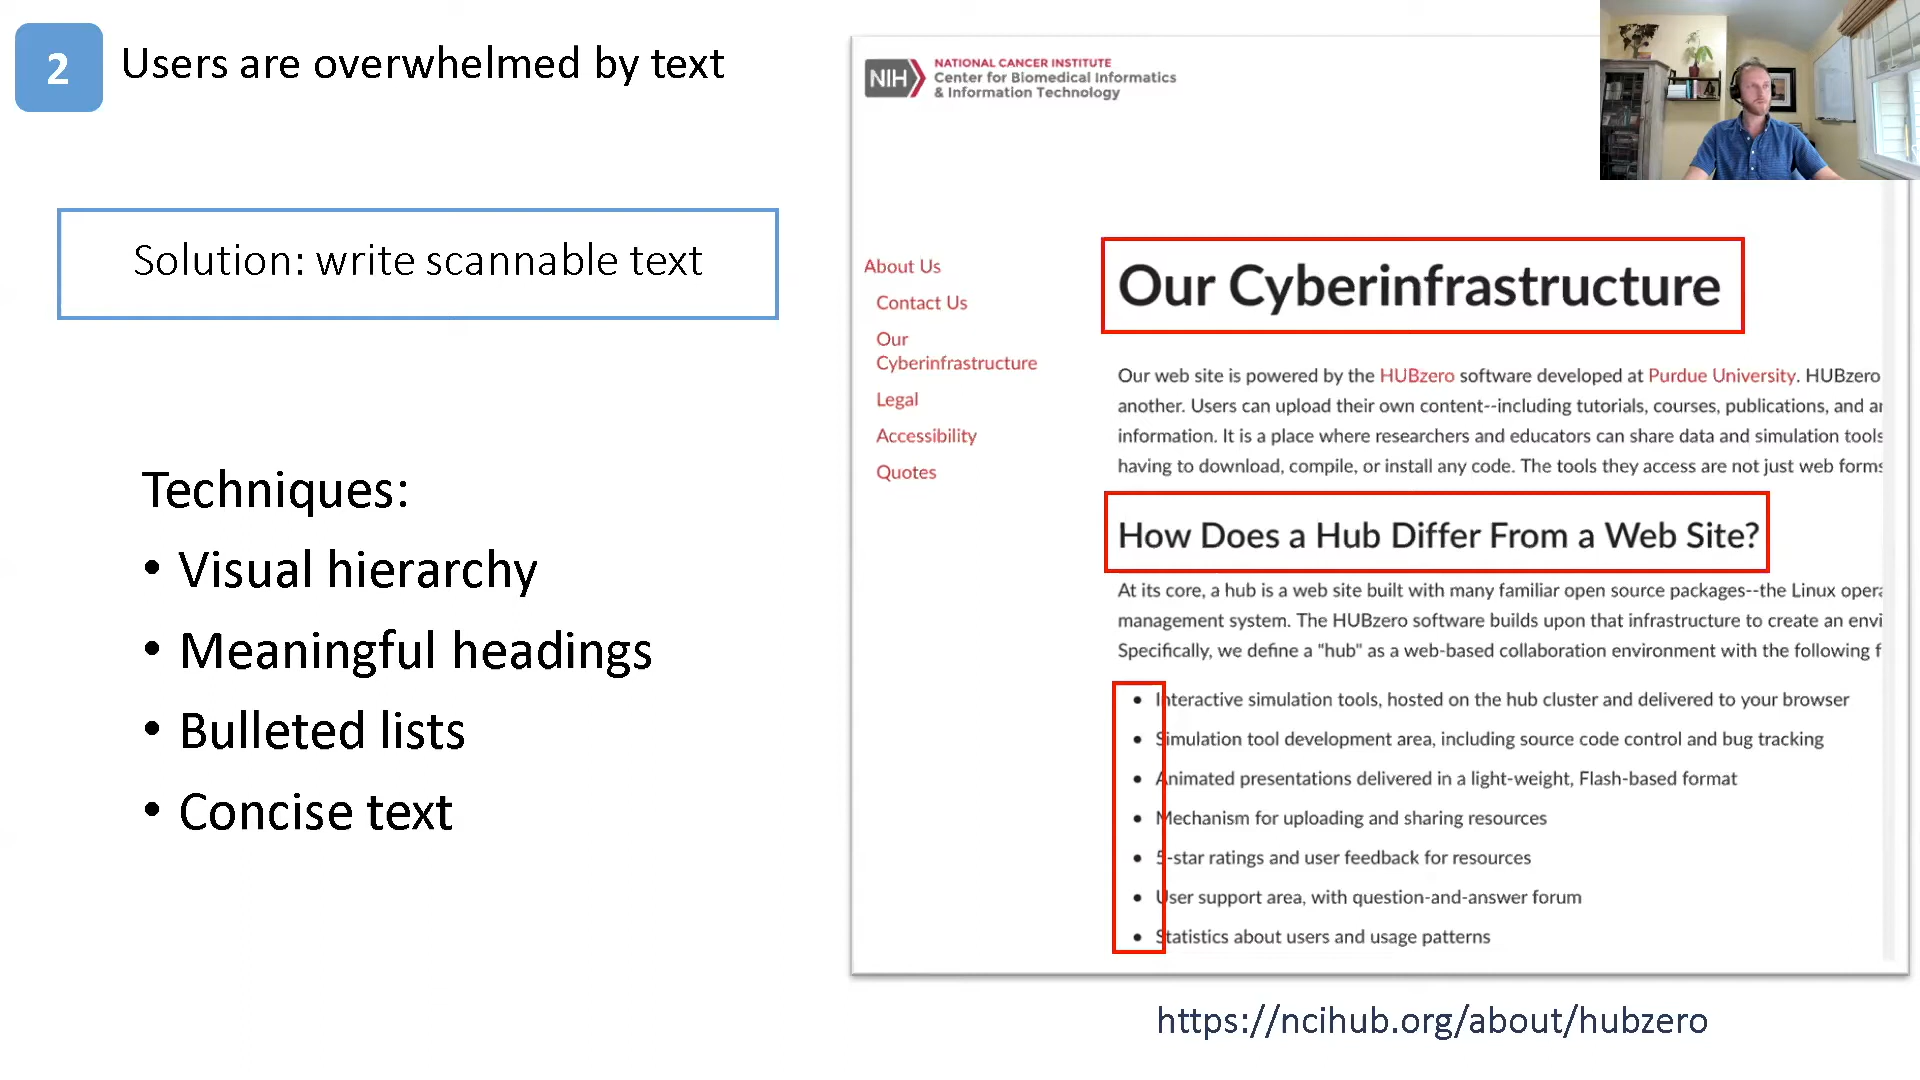 2
Users are overwhelmed by text
Solution: write scannable text
Techniques:
• Visual hierarchy
• Meaningful headings
• Bulleted lists
• Concise text
NIH
NATIONAL CANCER INSTITUTE
Center for Biomedical Informatics
& Information Technology
About Us
Contact Us
Our
Cyberinfrastructure
Legal
Accessibility
Quotes
Our Cyberinfrastructure
Our web site is powered by the HUBzero software developed at Purdue University. HUBzero
another. Users can upload their own content--including tutorials, courses, publications, and
information. It is a place where researchers and educators can share data and simulation tools
having to download, compile, or install any code. The tools they access are not just web forms
How Does a Hub Differ From a Web Site?
At its core, a hub is a web site built with many familiar open source packages--the Linux
management system. The HUBzero software builds upon that infrastructure to create an
Specifically, we define a "hub" as a web-based collaboration environment with the following
• Interactive simulation tools, hosted on the hub cluster and delivered to your browser
• Simulation tool development area, including source code control and bug tracking
• Animated presentations delivered in a light-weight, Flash-based format
• Mechanism for uploading and sharing resources
• 5-star ratings and user feedback for resources
• User support area, with question-and-answer forum
• Statistics about users and usage patterns
https://ncihub.org/about/hubzero